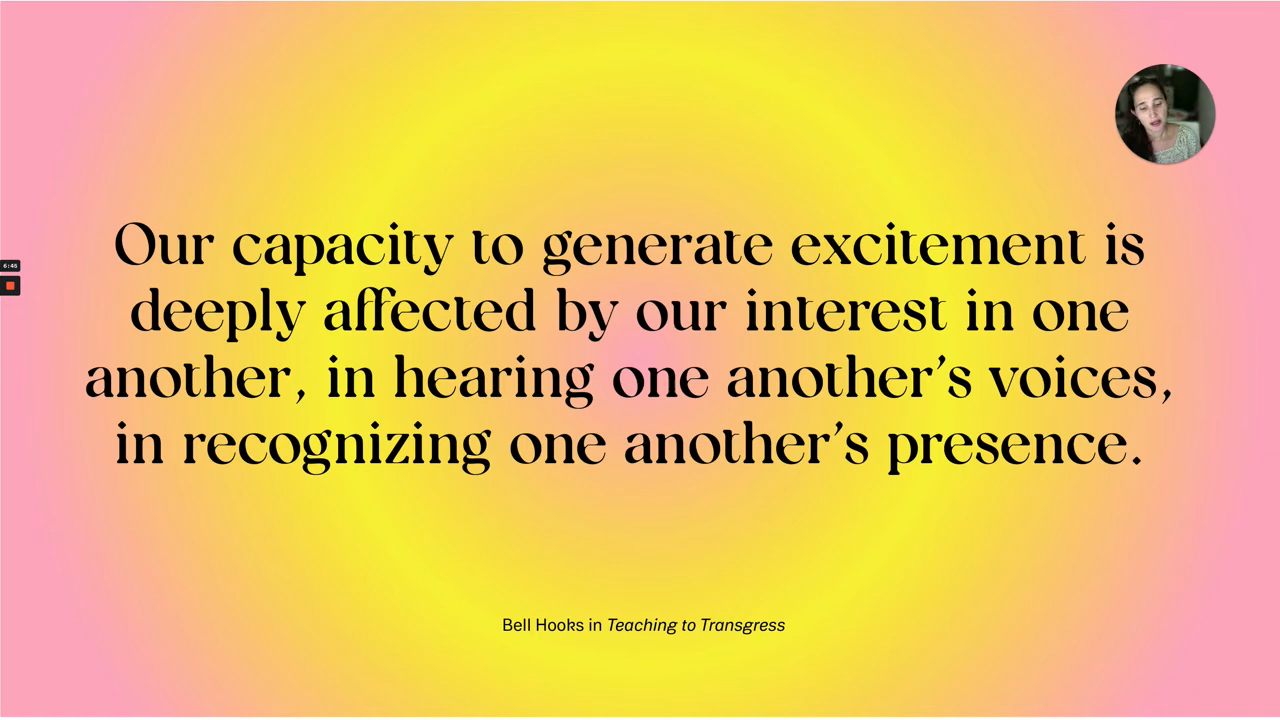 Our capacity to generate excitement is
deeply affected by our interest in one
another, in hearing one another’s voices,
in recognizing one another’s presence.
6:46
Bell Hooks in Teaching to Transgress